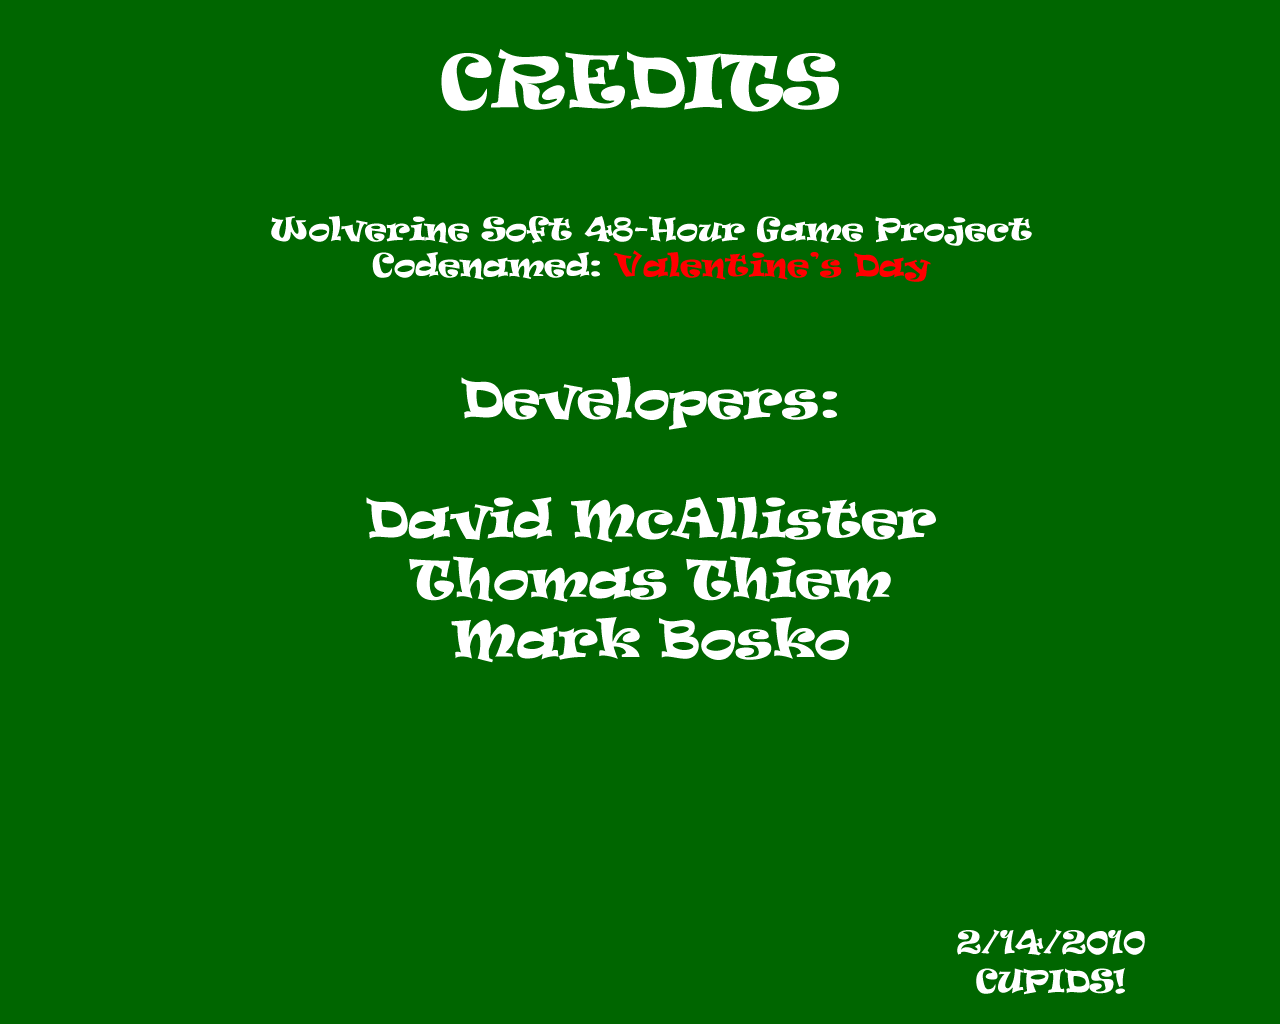 CREDITS
Wolverine Soft 48-Hour Game Project
Codenamed: Valentine's Day
Developers:
David McAllister
Thomas Thiem
Mark Bosko
2/14/2010
CUPIDS!